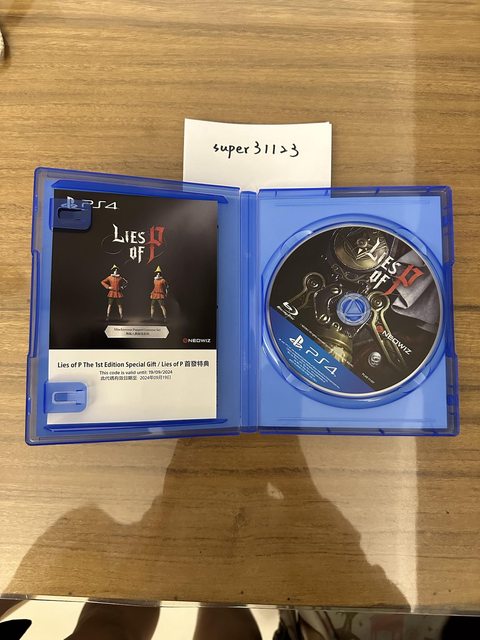 super31123
PS4
LIES
OF P
NEOWIZ
Lies of P The 1st Edition Special Gift / Lies of P 首發特典
This code is valid until: 19/09/2024
此代碼有效日期至: 2024年09月19日
LIES
OF P
NEOWIZ
PS4